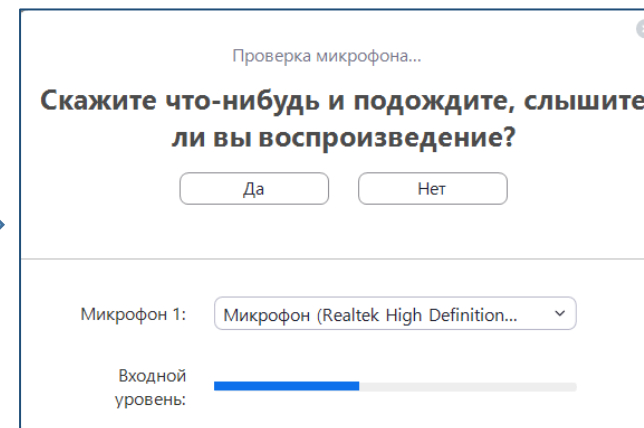 Проверка микрофона...
Скажите что-нибудь и подождите, слышите
ли вы воспроизведение?
Да
Нет
Микрофон 1:
Микрофон (Realtek High Definition...
Входной
уровень: